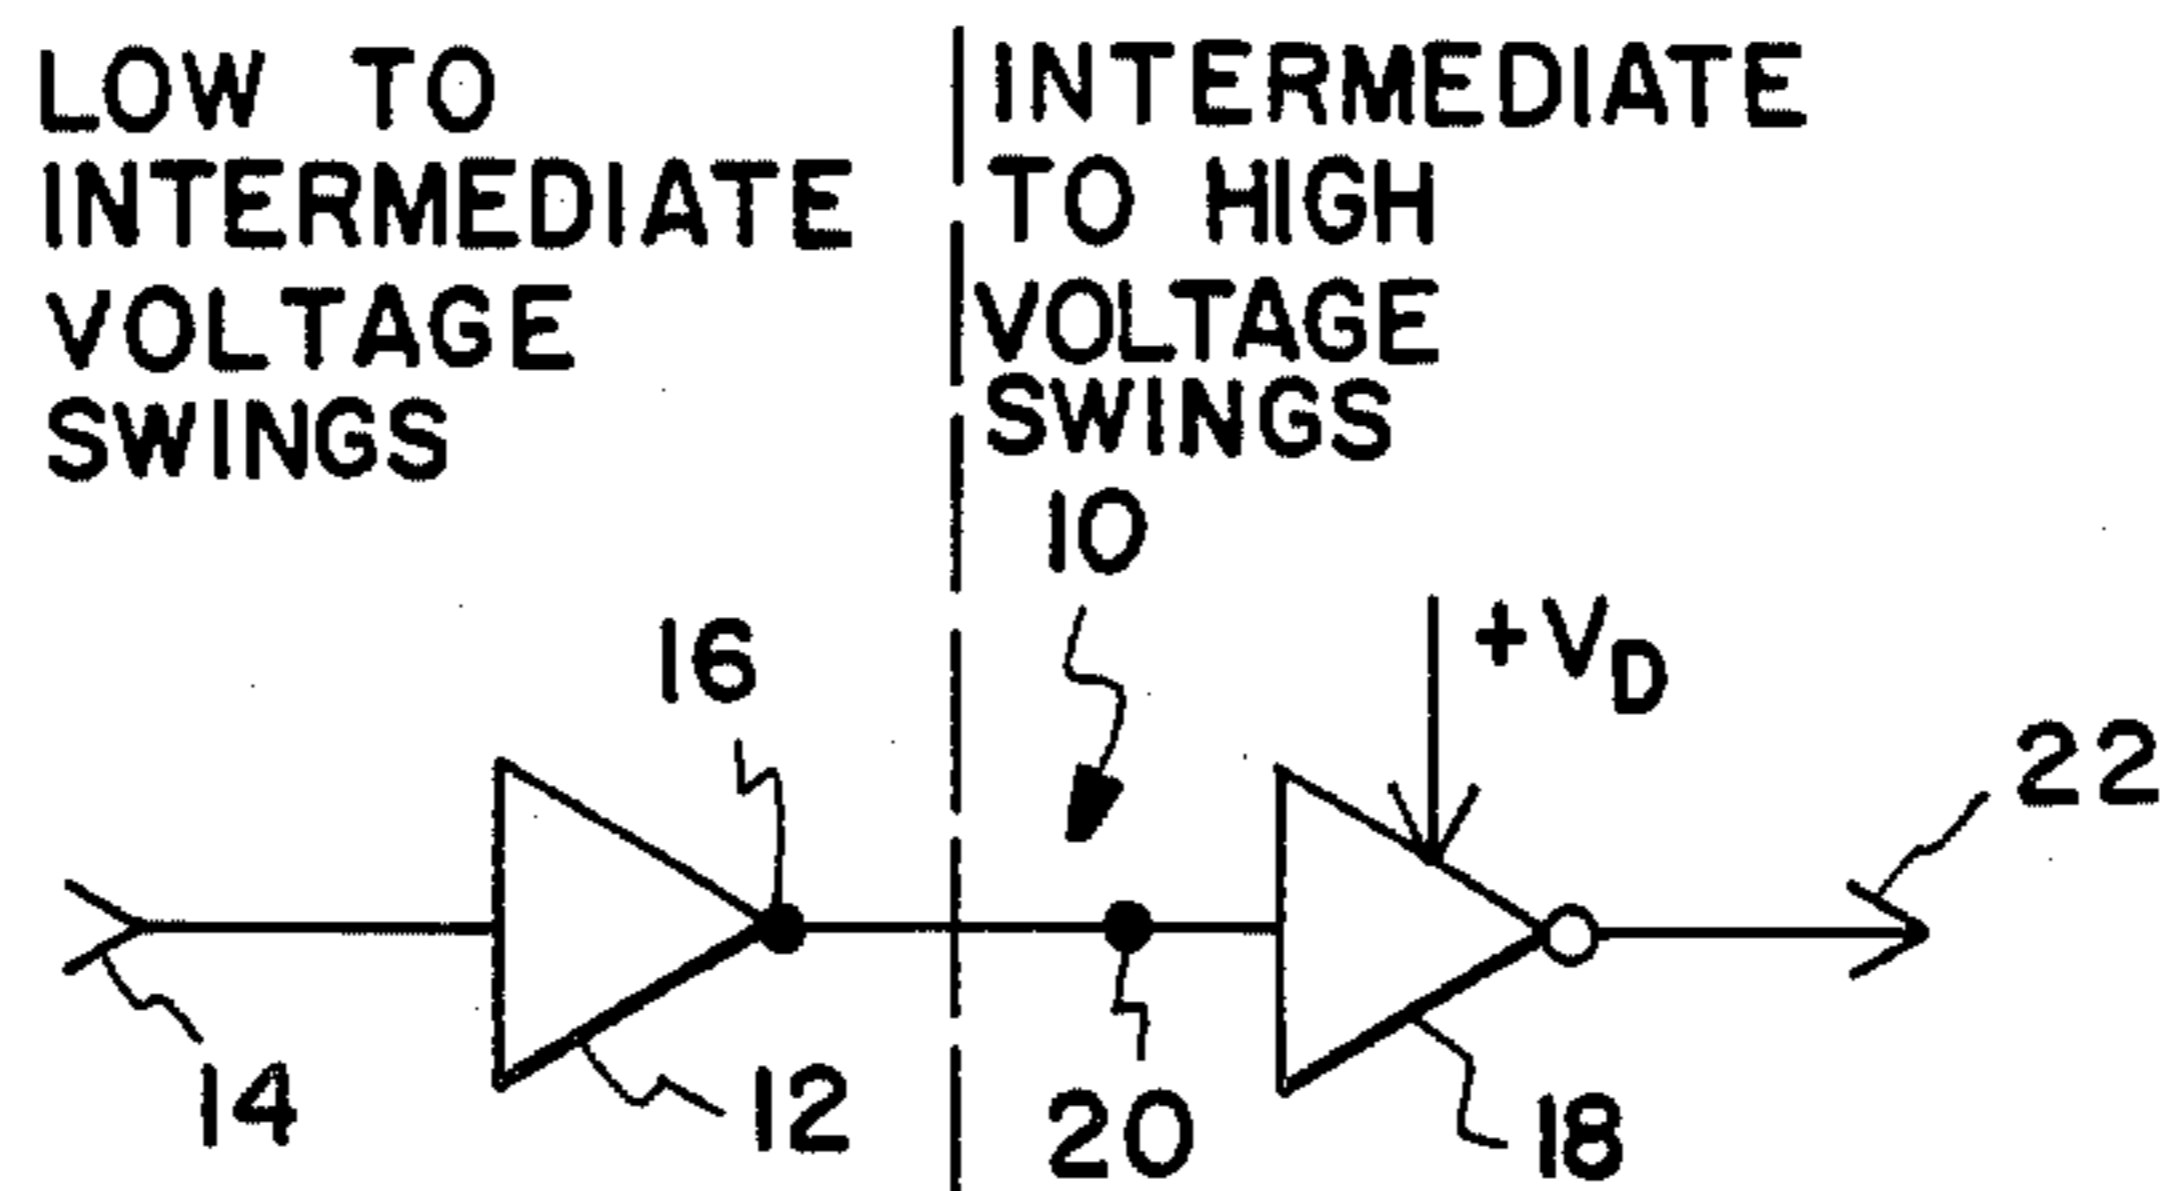 LOW TO
INTERMEDIATE
VOLTAGE
SWINGS
INTERMEDIATE
TO HIGH
VOLTAGE
SWINGS
10
16
+VD
22
14
12
20
18